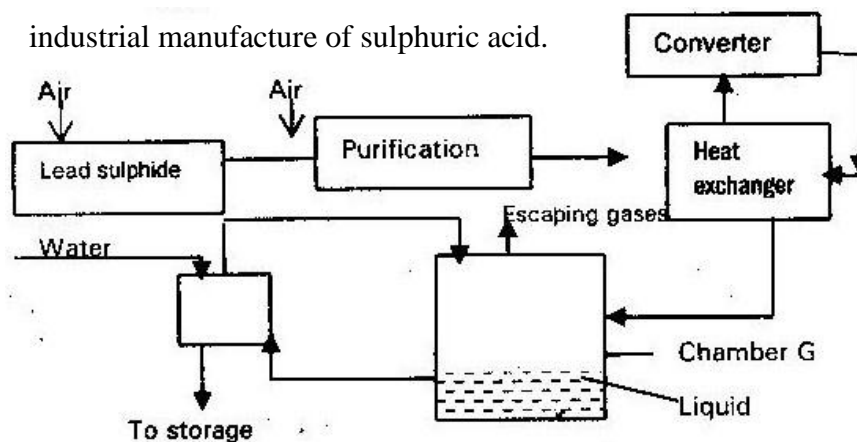 industrial manufacture of sulphuric acid.
Converter
Air
Air
Lead sulphide
Purification
Heat
exchanger
Escaping gases
Water
Chamber G
Liquid
To storage